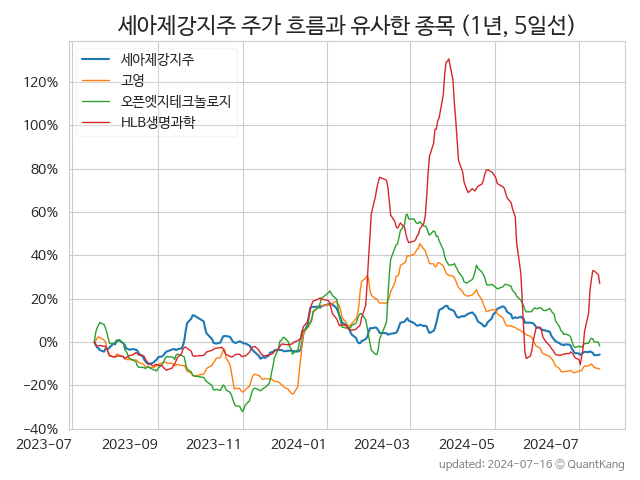 세아제강지주 주가 흐름과 유사한 종목 (1년, 5일선)
세아제강지주
고영
오픈엣지테크놀로지
HLB생명과학
120%
100%
80%
60%
40%
20%
0%
−20%
−40%
2023-07
2023-09
2023-11
2024-01
2024-03
2024-05
2024-07
updated: 2024-07-16 © QuantKang